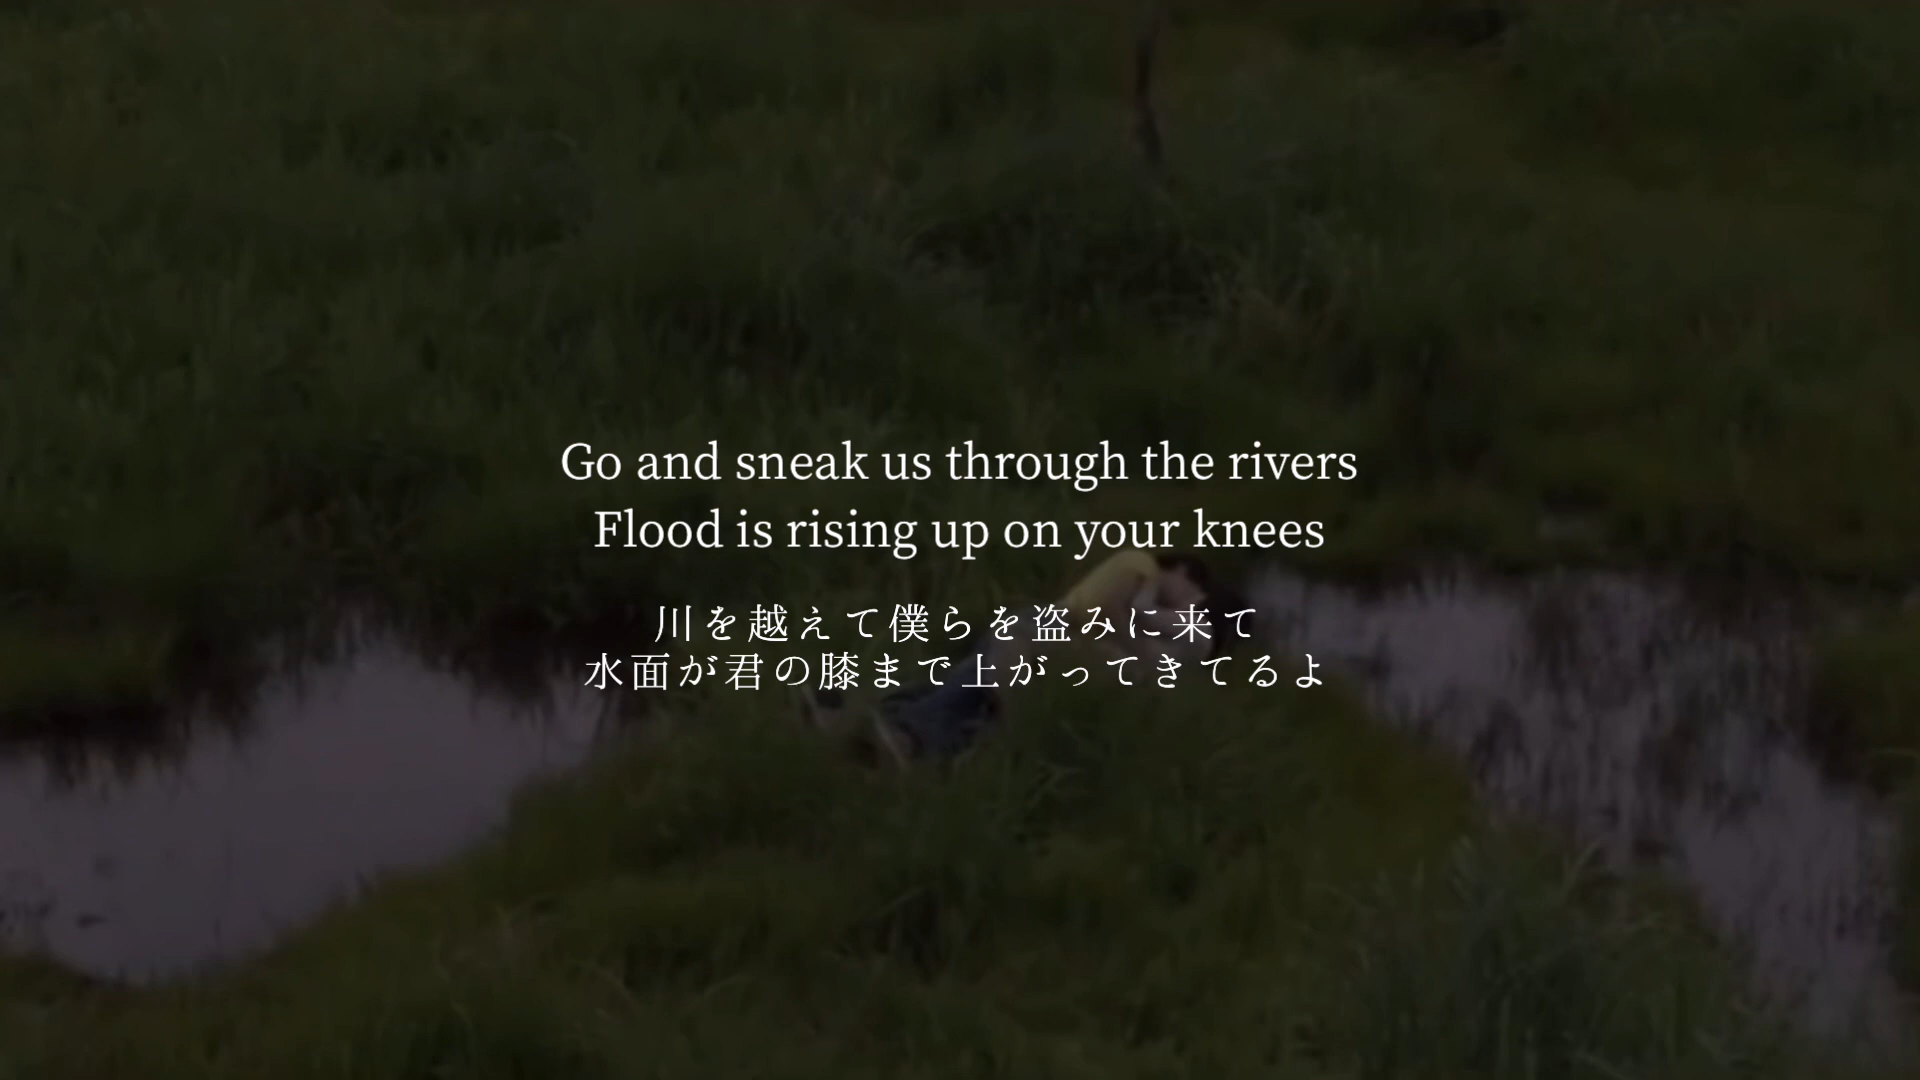 Go and sneak us through the rivers
Flood is rising up on your knees
川を越えて僕らを盗みに来て
水面が君の膝まで上がってきてるよ